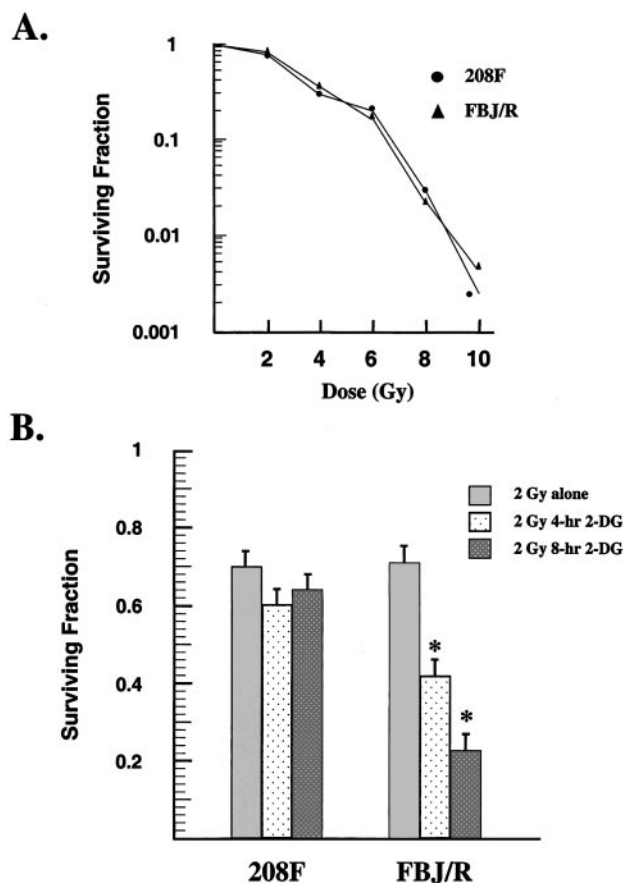 A.
1
0.1
0.01
0.001
Surviving Fraction
208F
FBJ/R
2 4 6 8 10
Dose (Gy)
B.
1
0.8
0.6
0.4
0.2
Surviving Fraction
2 Gy alone
2 Gy 4-hr 2-DG
2 Gy 8-hr 2-DG
*
*
208F FBJ/R